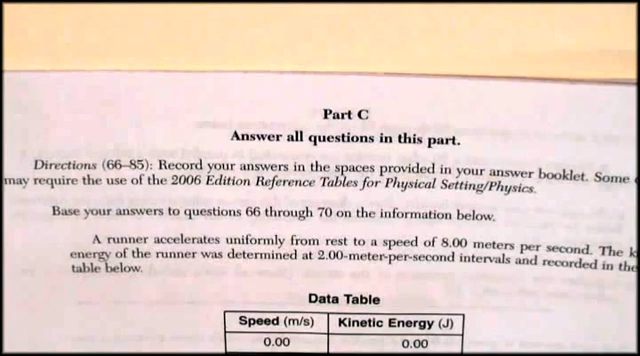 Part C
Answer all questions in this part.
Directions (66–85): Record your answers in the spaces provided in your answer booklet. Some
may require the use of the 2006 Edition Reference Tables for Physical Setting/Physics.
Base your answers to questions 66 through 70 on the information below.
A runner accelerates uniformly from rest to a speed of 8.00 meters per second. The
energy of the runner was determined at 2.00-meter-per-second intervals and recorded in the
table below.
Data Table
Speed (m/s) Kinetic Energy (J)
0.00 0.00